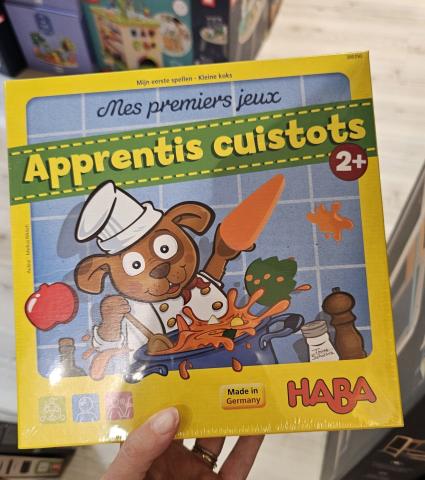 Mijn eerste spellen - Kleine koks
Mes premiers jeux
Apprentis cuistots
2+
Made in
Germany
HABA